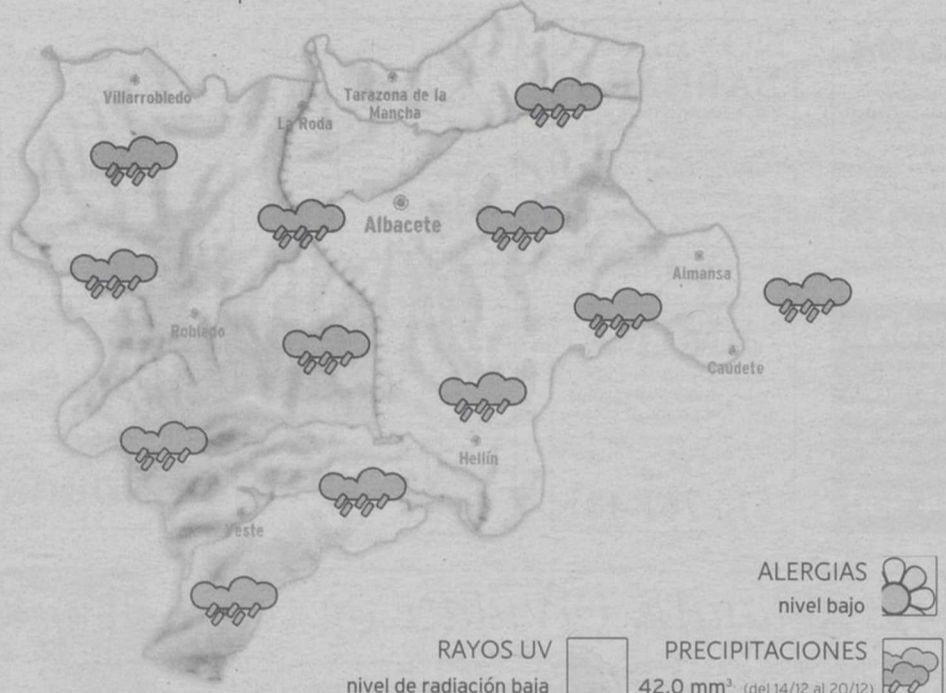 Villarrobledo
Tarazona de la
Mancha
La Roda
Albacete
Almansa
Robledo
Caudete
Hellín
Yeste
ALERGIAS
nivel bajo
RAYOS UV
nivel de radiación baja
PRECIPITACIONES
42,0 mm³ (del 14/12 al 20/12)